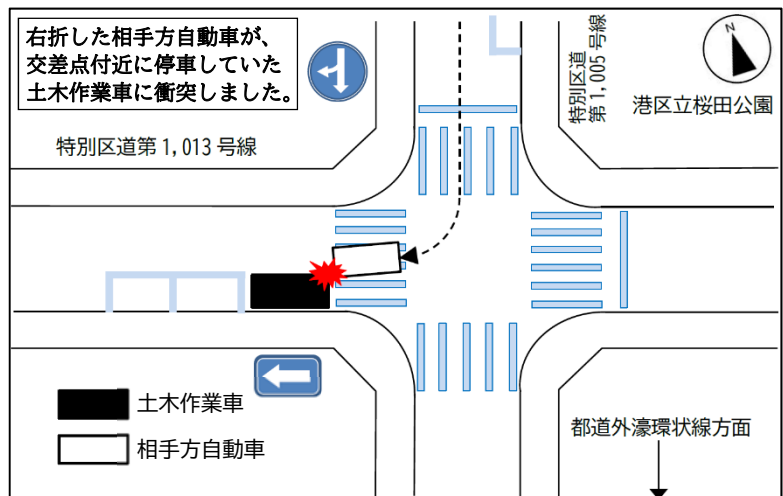 右折した相手方自動車が、
交差点付近に停車していた
土木作業車に衝突しました。
特別区道
第1,005号線
N
港区立桜田公園
特別区道第1,013号線
土木作業車
相手方自動車
都道外濠環状線方面